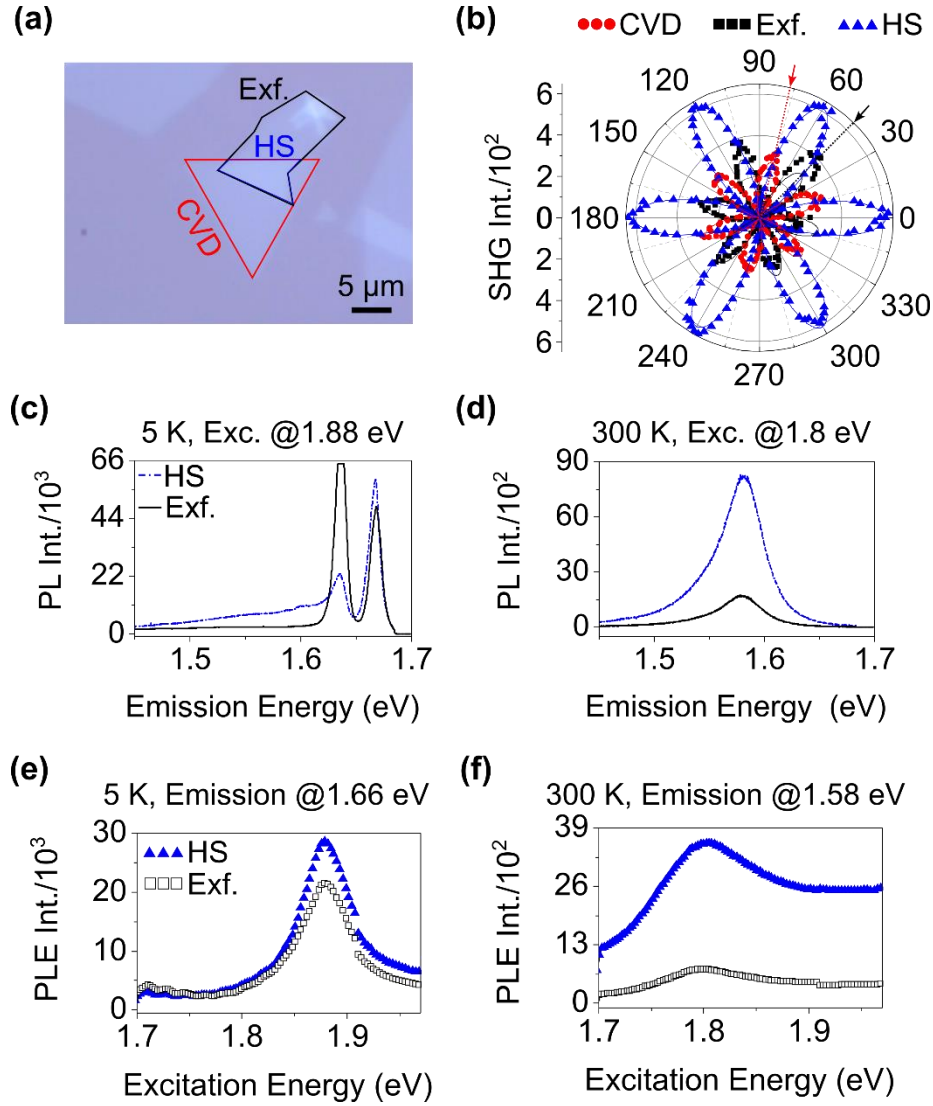 (a)
Exf.
HS
CVD
5 µm
(b)
CVD Exf. HS
90
120 60
150 30
180 0
210 330
240 300
270
SHG Int./10²
6
4
2
0
2
4
6
(c)
5 K, Exc. @1.88 eV
HS
Exf.
PL Int./10³
66
44
22
0
1.5 1.6 1.7
Emission Energy (eV)
(d)
300 K, Exc. @1.8 eV
PL Int./10²
90
60
30
0
1.5 1.6 1.7
Emission Energy (eV)
(e)
5 K, Emission @1.66 eV
HS
Exf.
PLE Int./10³
30
20
10
0
1.7 1.8 1.9
Excitation Energy (eV)
(f)
300 K, Emission @1.58 eV
PLE Int./10²
39
26
13
0
1.7 1.8 1.9
Excitation Energy (eV)